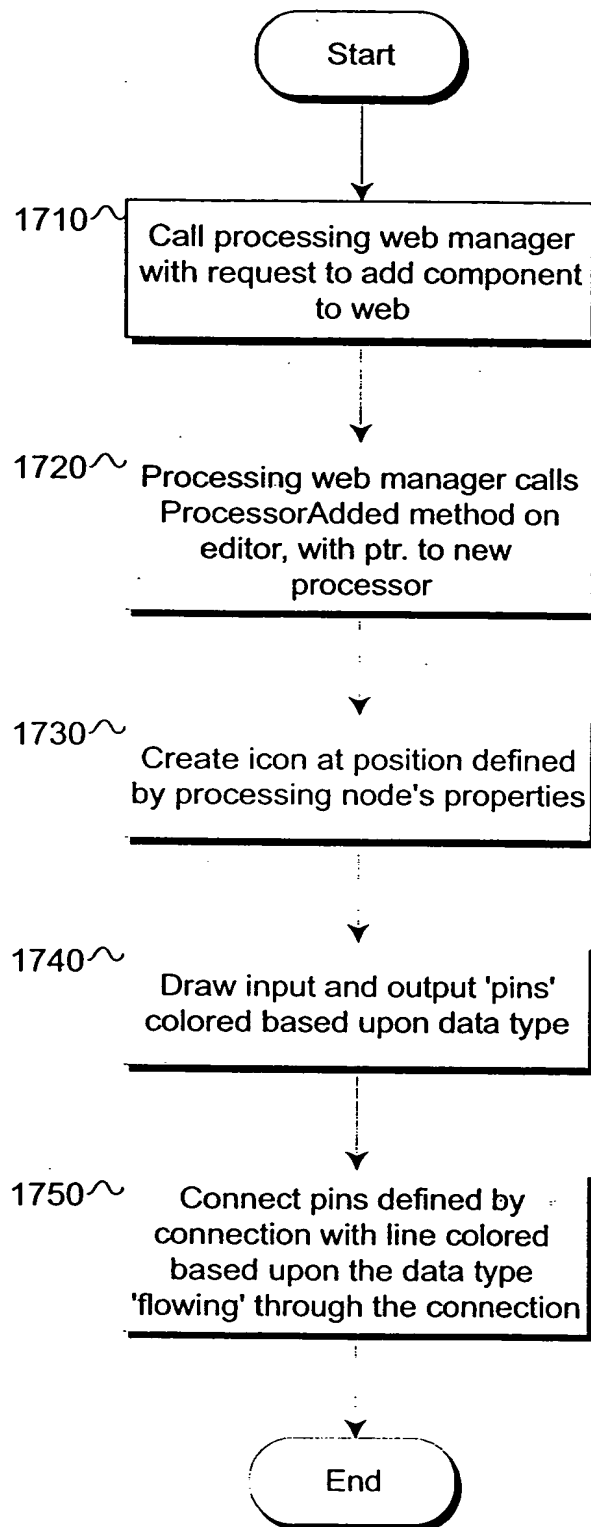 Start
1710
Call processing web manager
with request to add component
to web
1720
Processing web manager calls
ProcessorAdded method on
editor, with ptr. to new
processor
1730
Create icon at position defined
by processing node's properties
1740
Draw input and output 'pins'
colored based upon data type
1750
Connect pins defined by
connection with line colored
based upon the data type
'flowing' through the connection
End